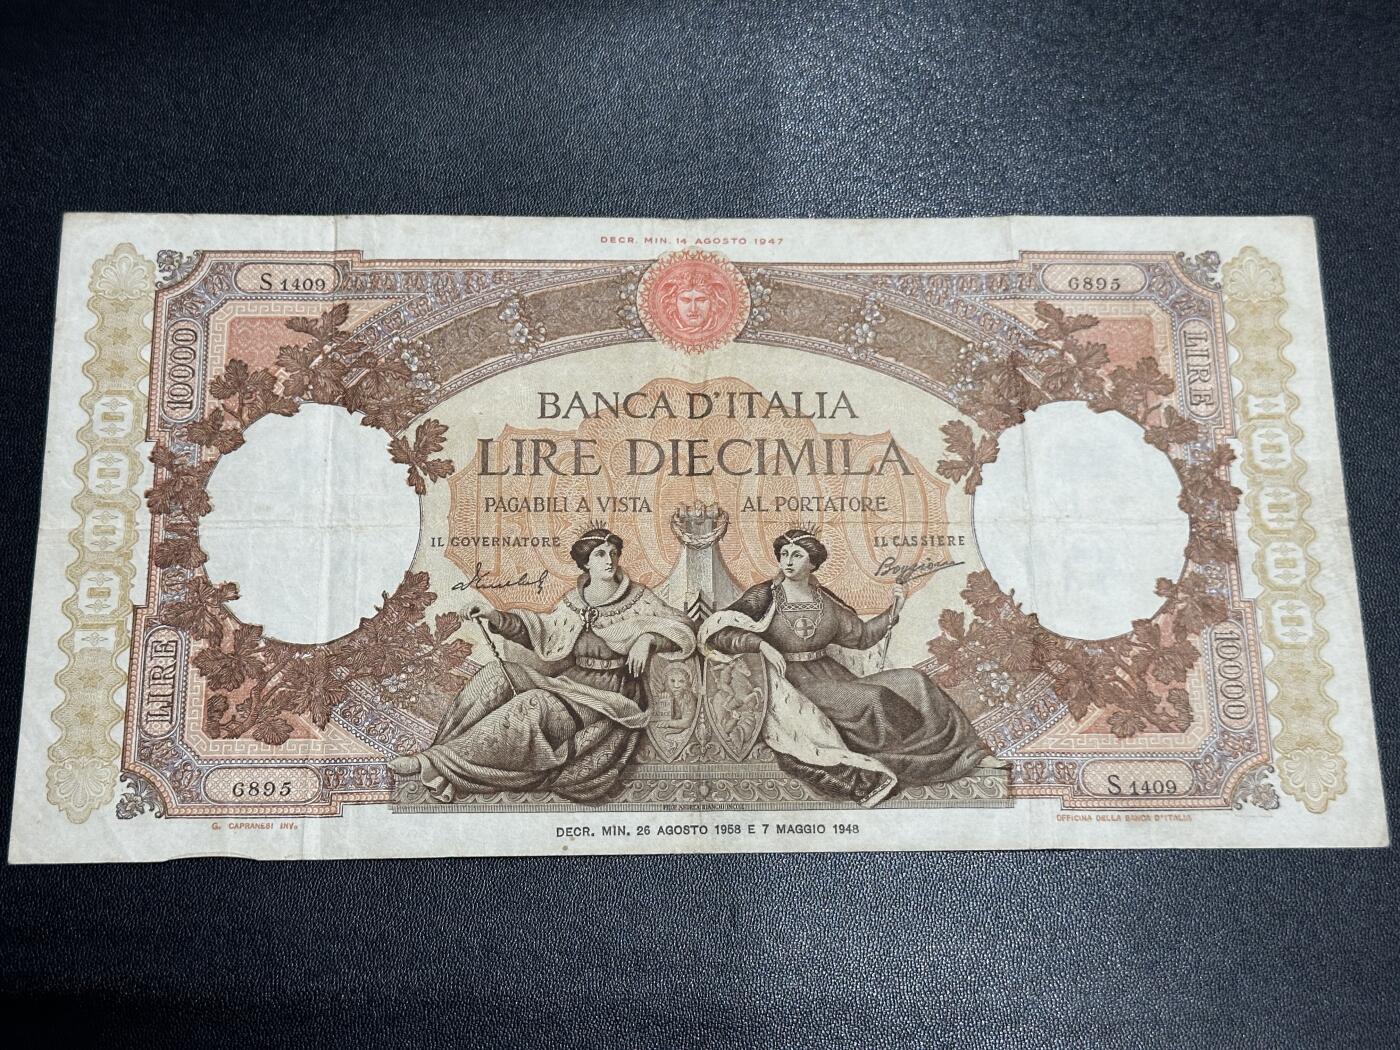 DECR. MIN. 14 AGOSTO 1947
S 1409
6895
10000
LIRE
BANCA D'ITALIA
LIRE DIECIMILA
PAGABILI A VISTA AL PORTATORE
IL GOVERNATORE
IL CASSIERE
LIRE
10000
6895
S 1409
G. CAPRANESI INV.
OFFICINA DELLA BANCA D'ITALIA
DECR. MIN. 26 AGOSTO 1958 E 7 MAGGIO 1948